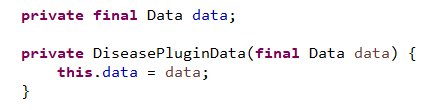 private final Data data;
private DiseasePluginData(final Data data) {
    this.data = data;
}